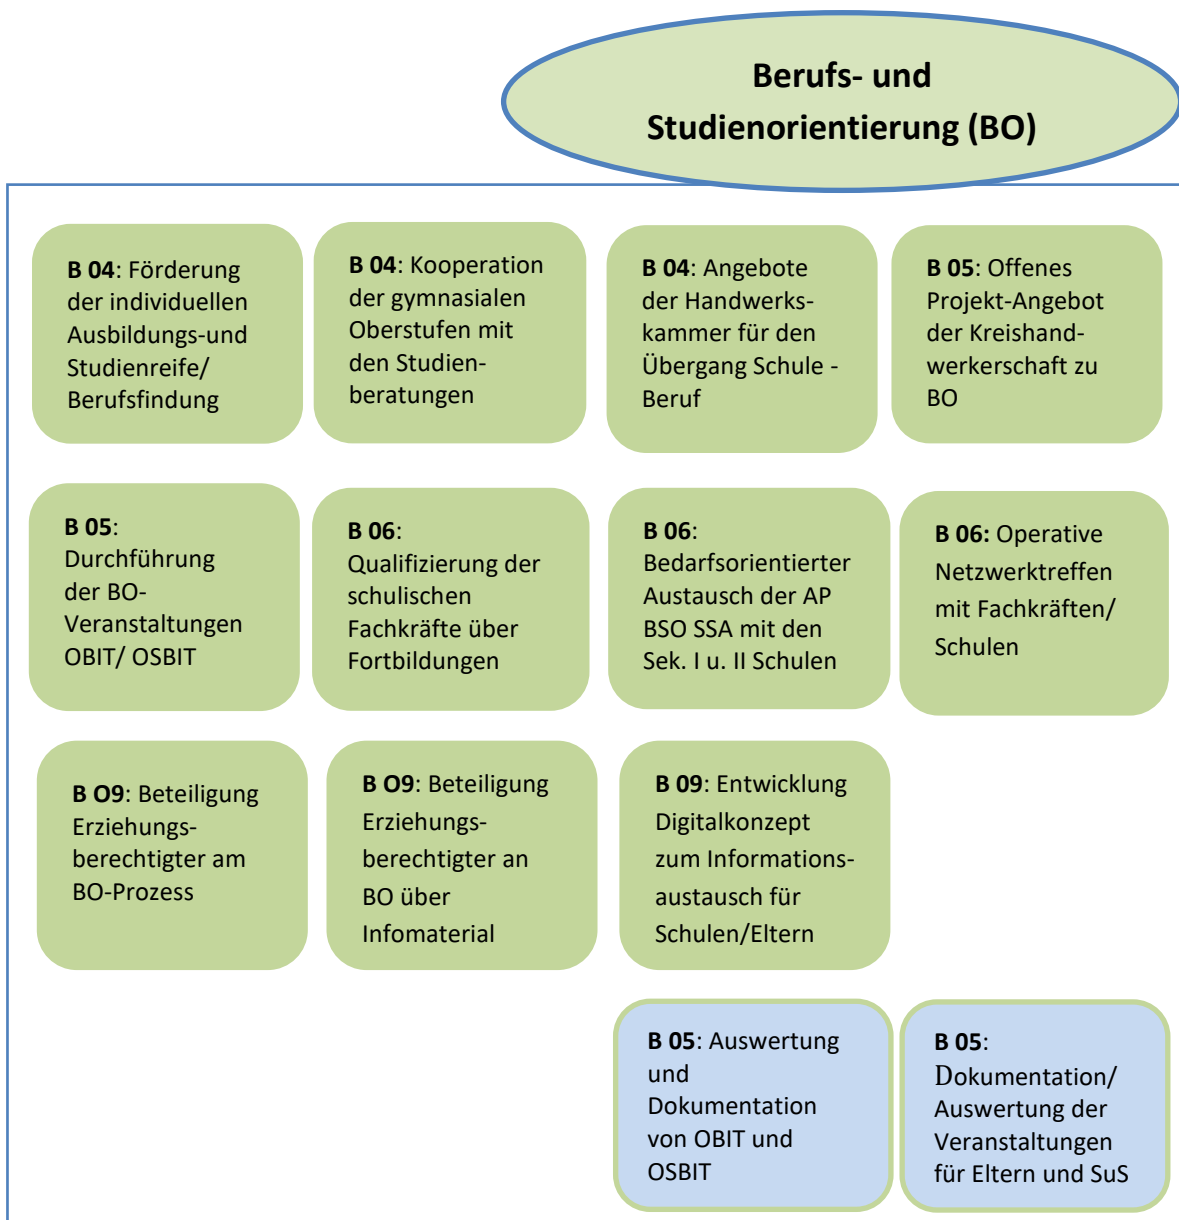 Berufs- und
Studienorientierung (BO)
B 04: Förderung
der individuellen
Ausbildungs-und
Studienreife/
Berufsfindung
B 04: Kooperation
der gymnasialen
Oberstufen mit
den Studien-
beratungen
B 04: Angebote
der Handwerks-
kammer für den
Übergang Schule -
Beruf
B 05: Offenes
Projekt-Angebot
der Kreishand-
werkerschaft zu
BO
B 05:
Durchführung
der BO-
Veranstaltungen
OBIT/ OSBIT
B 06:
Qualifizierung der
schulischen
Fachkräfte über
Fortbildungen
B 06:
Bedarfsorientierter
Austausch der AP
BSO SSA mit den
Sek. I u. II Schulen
B 06: Operative
Netzwerktreffen
mit Fachkräften/
Schulen
B O9: Beteiligung
Erziehungs-
berechtigter am
BO-Prozess
B O9: Beteiligung
Erziehungs-
berechtigter an
BO über
Infomaterial
B 09: Entwicklung
Digitalkonzept
zum Informations-
austausch für
Schulen/Eltern
B 05: Auswertung
und
Dokumentation
von OBIT und
OSBIT
B 05:
Dokumentation/
Auswertung der
Veranstaltungen
für Eltern und SuS